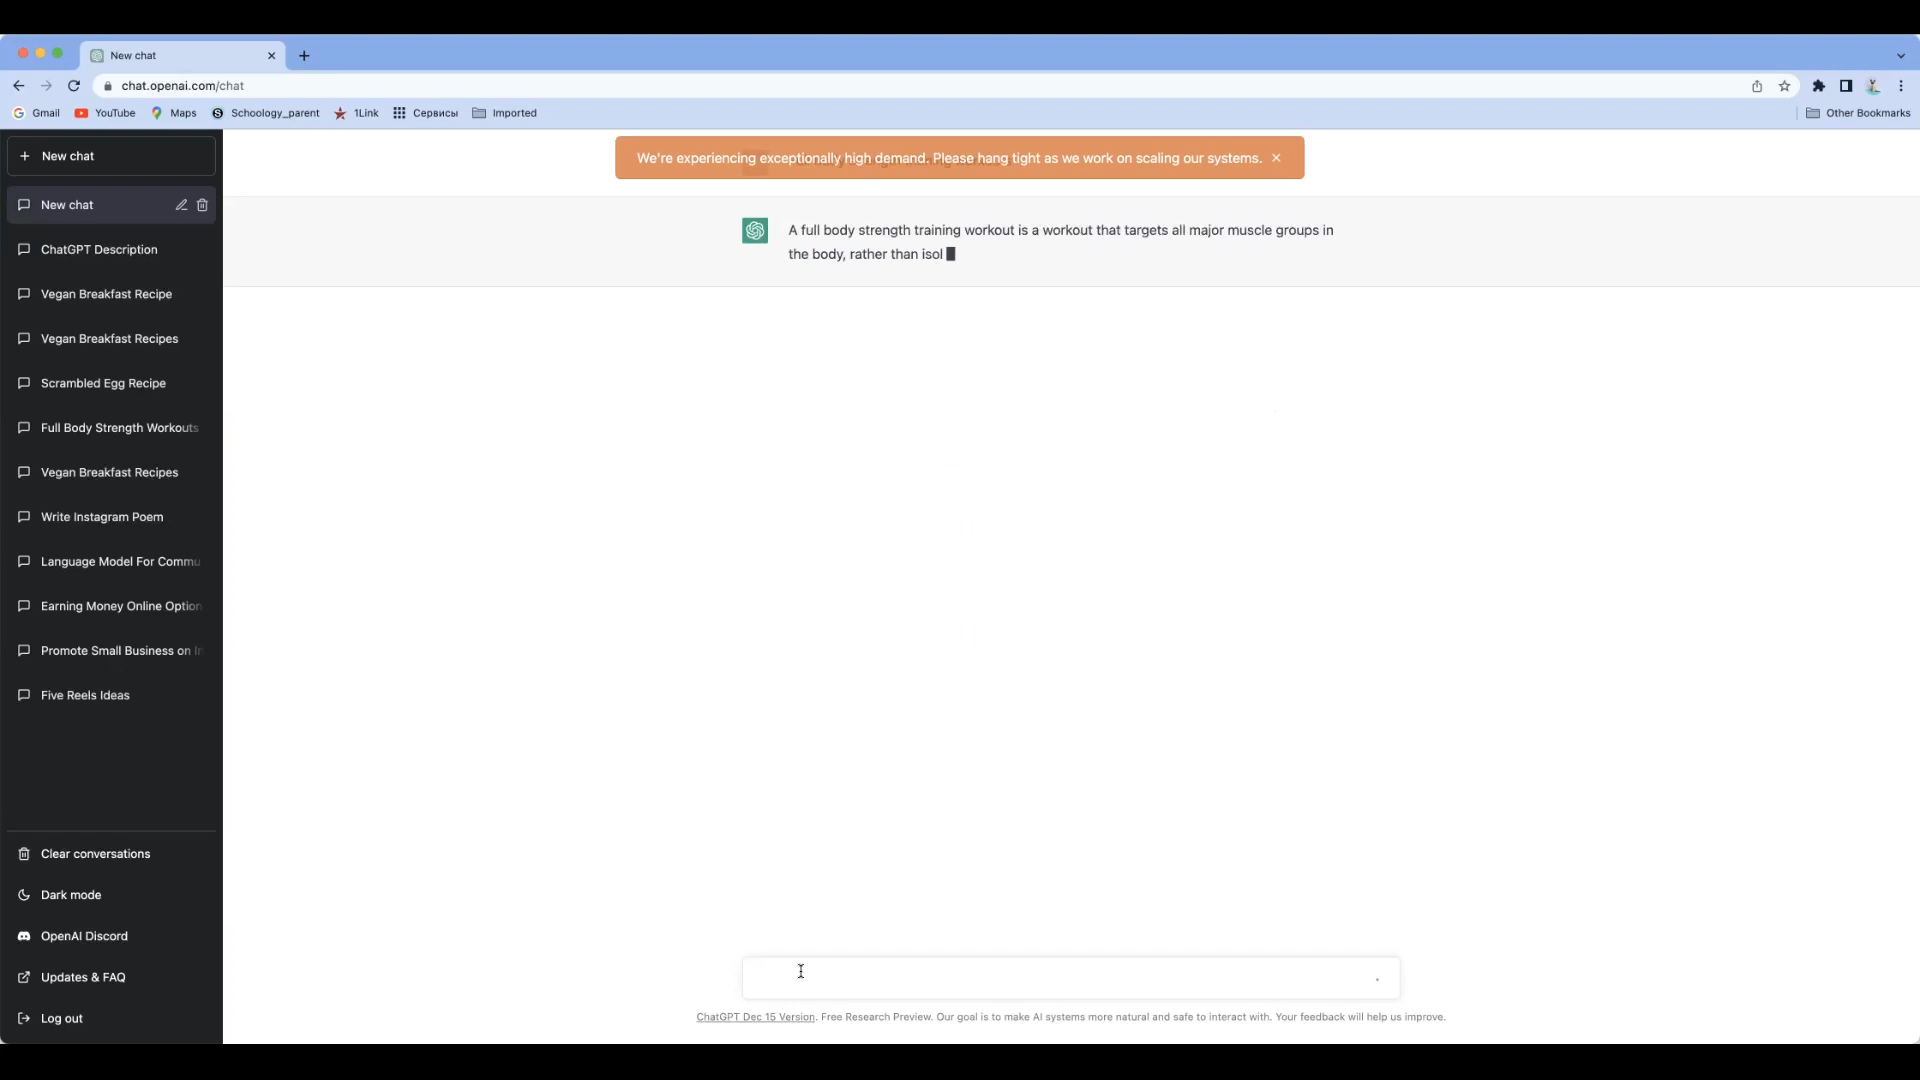 New chat
chat.openai.com/chat
Gmail
YouTube
Maps
Schoology_parent
1Link
Сервисы
Imported
Other Bookmarks
New chat
We're experiencing exceptionally high demand. Please hang tight as we work on scaling our systems.
New chat
A full body strength training workout is a workout that targets all major muscle groups in
the body, rather than isol
ChatGPT Description
Vegan Breakfast Recipe
Vegan Breakfast Recipes
Scrambled Egg Recipe
Full Body Strength Workouts
Vegan Breakfast Recipes
Write Instagram Poem
Language Model For Commu
Earning Money Online Option
Promote Small Business on In
Five Reels Ideas
Clear conversations
Dark mode
OpenAI Discord
Updates & FAQ
Log out
ChatGPT Dec 15 Version. Free Research Preview. Our goal is to make AI systems more natural and safe to interact with. Your feedback will help us improve.